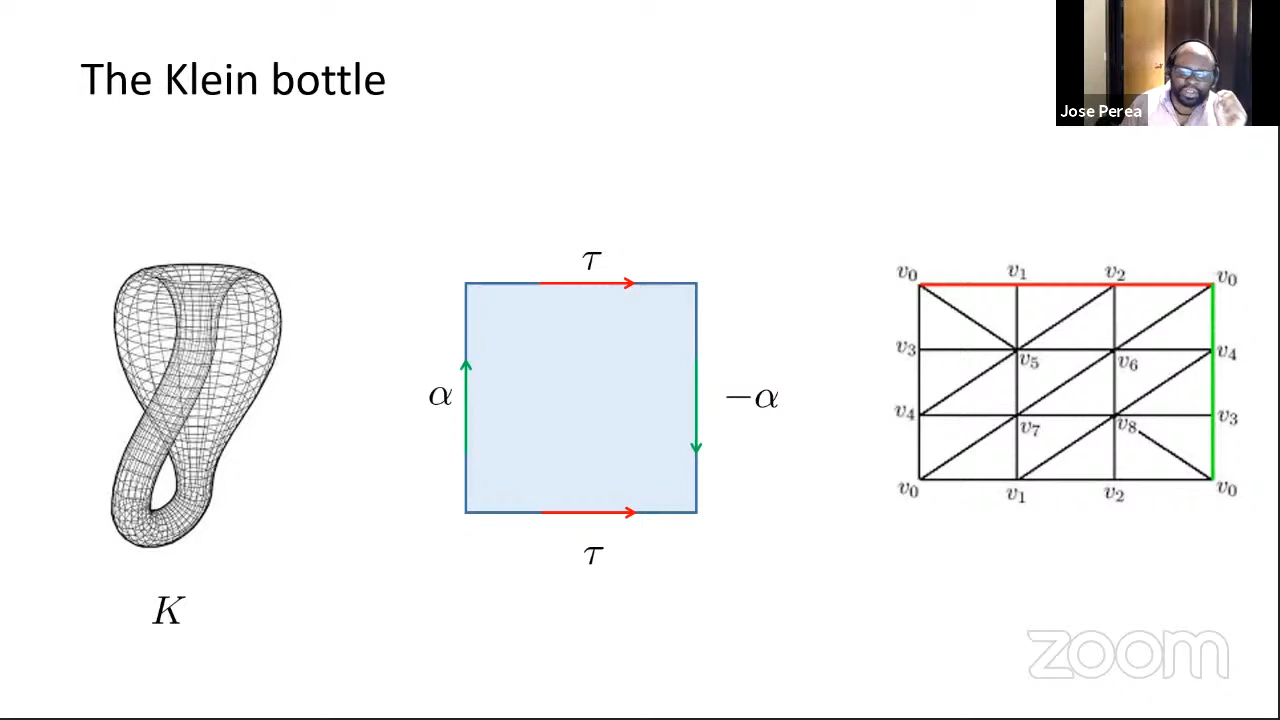 The Klein bottle
Jose Perea
τ
α
−α
τ
K
v0 v1 v2 v0
v3 v5 v6 v4
v4 v7 v8 v3
v0 v1 v2 v0
zoom